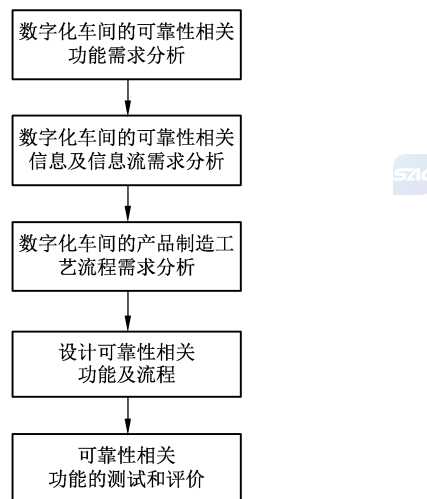 数字化车间的可靠性相关
功能需求分析
数字化车间的可靠性相关
信息及信息流需求分析
数字化车间的产品制造工
艺流程需求分析
设计可靠性相关
功能及流程
可靠性相关
功能的测试和评价